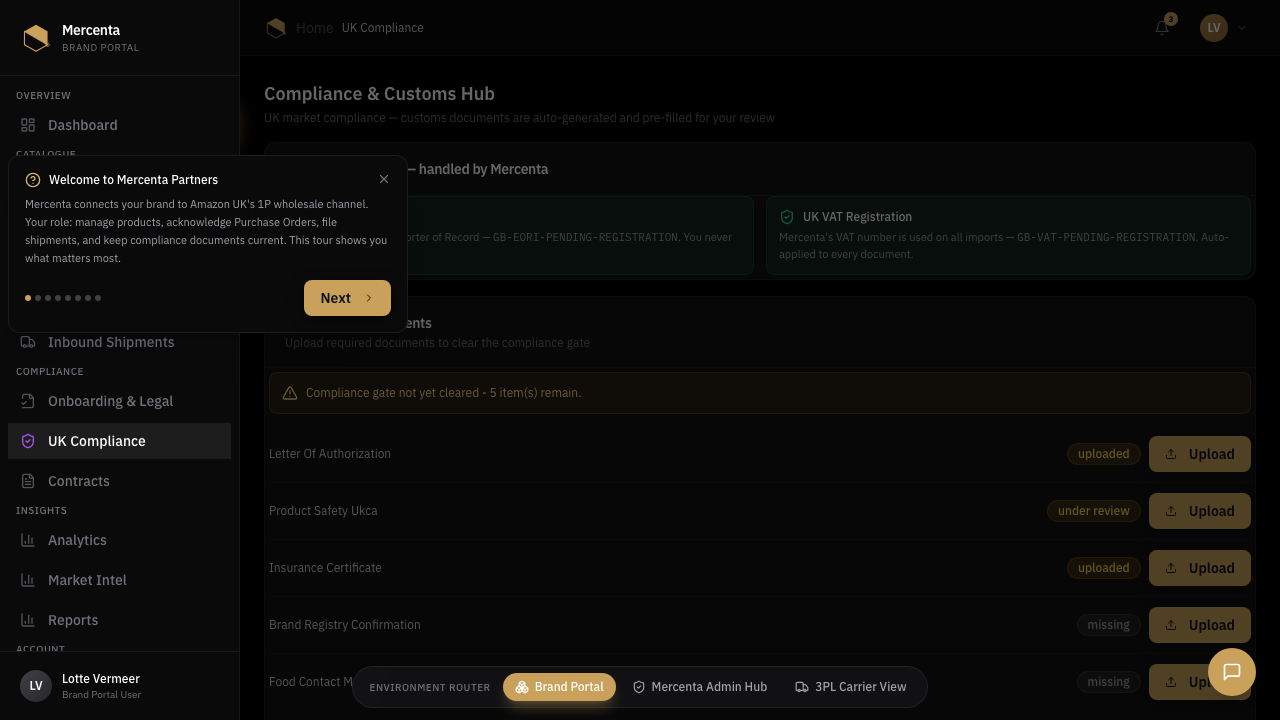 Mercenta
BRAND PORTAL
OVERVIEW
Dashboard
CATALOGUE
Welcome to Mercenta Partners
Mercenta connects your brand to Amazon UK's 1P wholesale channel.
Your role: manage products, acknowledge Purchase Orders, file
shipments, and keep compliance documents current. This tour shows you
what matters most.
Next
Inbound Shipments
COMPLIANCE
Onboarding & Legal
UK Compliance
Contracts
INSIGHTS
Analytics
Market Intel
Reports
ACCOUNT
LV
Lotte Vermeer
Brand Portal User
Home UK Compliance
3
LV
Compliance & Customs Hub
UK market compliance — customs documents are auto-generated and pre-filled for your review
— handled by Mercenta
orter of Record — GB-EORI-PENDING-REGISTRATION. You never
UK VAT Registration
Mercenta's VAT number is used on all imports — GB-VAT-PENDING-REGISTRATION. Auto-
applied to every document.
ents
Upload required documents to clear the compliance gate
Compliance gate not yet cleared - 5 item(s) remain.
Letter Of Authorization
uploaded
Upload
Product Safety Ukca
under review
Upload
Insurance Certificate
uploaded
Upload
Brand Registry Confirmation
missing
Upload
Food Contact M
missing
Upl
ENVIRONMENT ROUTER
Brand Portal
Mercenta Admin Hub
3PL Carrier View